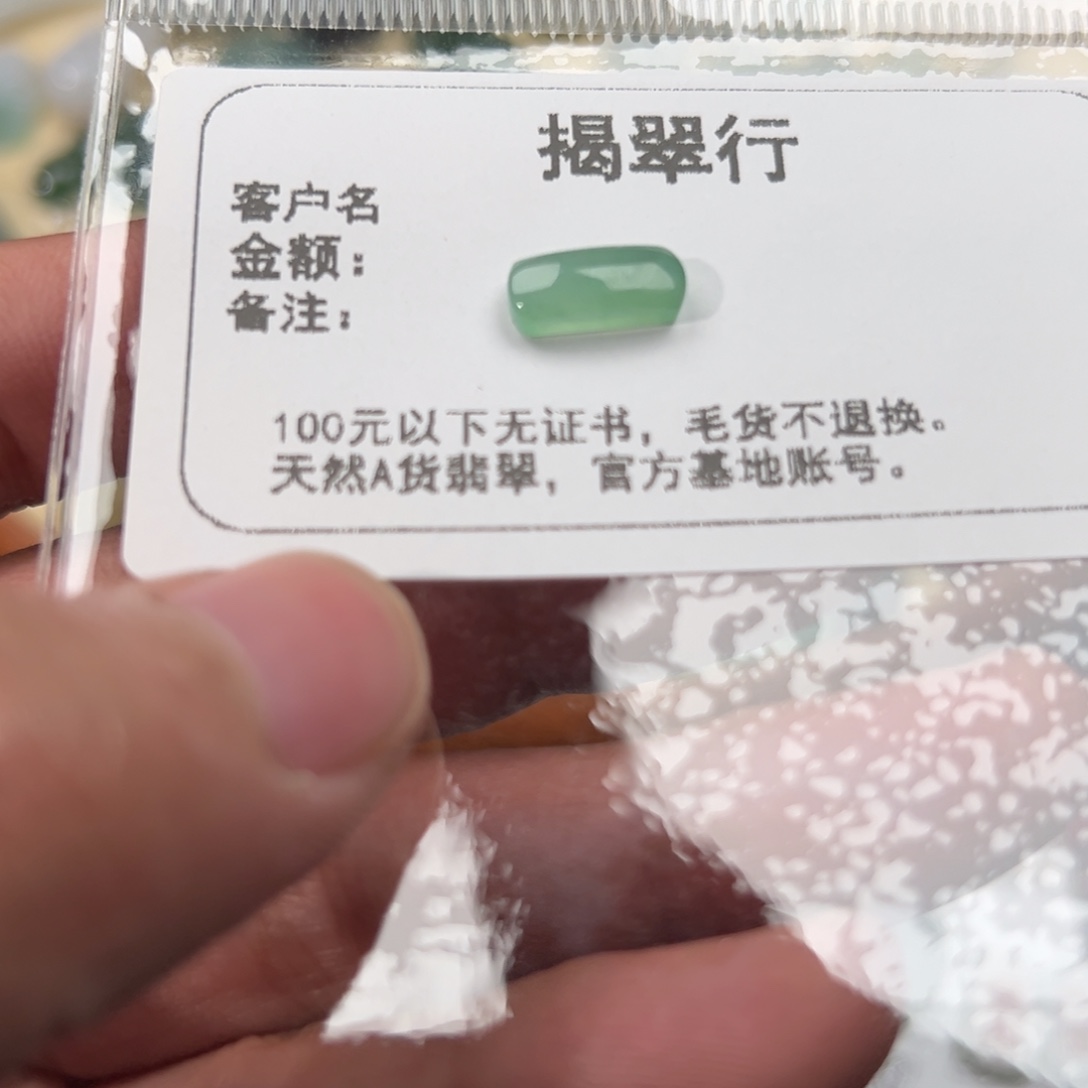 揭翠行
客户名
金额：
备注：
100元以下无证书，毛货不退换。
天然A货翡翠，官方基地账号。